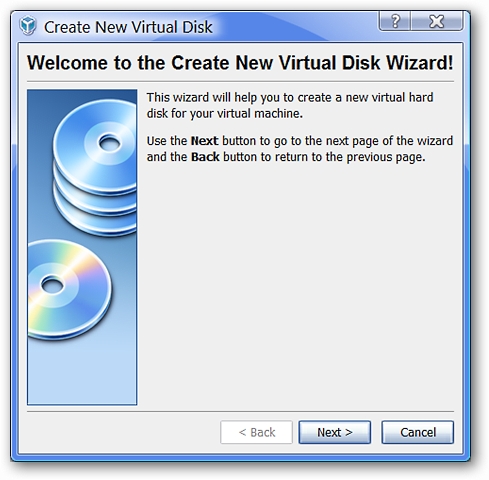 Create New Virtual Disk
?
Welcome to the Create New Virtual Disk Wizard!
This wizard will help you to create a new virtual hard
disk for your virtual machine.
Use the Next button to go to the next page of the wizard
and the Back button to return to the previous page.
< Back
Next >
Cancel